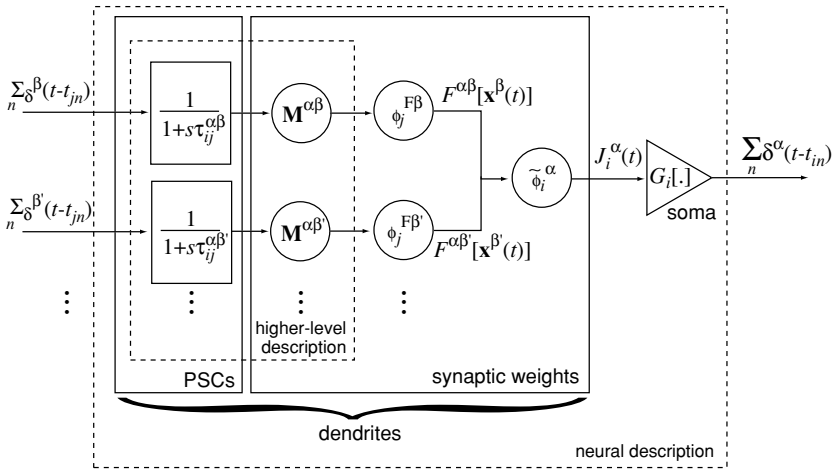 Σ_n δ^β(t-t_jn)
1 / 1+sτ_ij^αβ
M^αβ
ϕ_j^Fβ
F^αβ[x^β(t)]
ϕ̃_i^α
J_i^α(t)
G_i[.]
soma
Σ_n δ^α(t-t_in)
Σ_n δ^β'(t-t_jn)
1 / 1+sτ_ij^αβ'
M^αβ'
ϕ_j^Fβ'
F^αβ'[x^β'(t)]
higher-level
description
PSCs
synaptic weights
dendrites
neural description